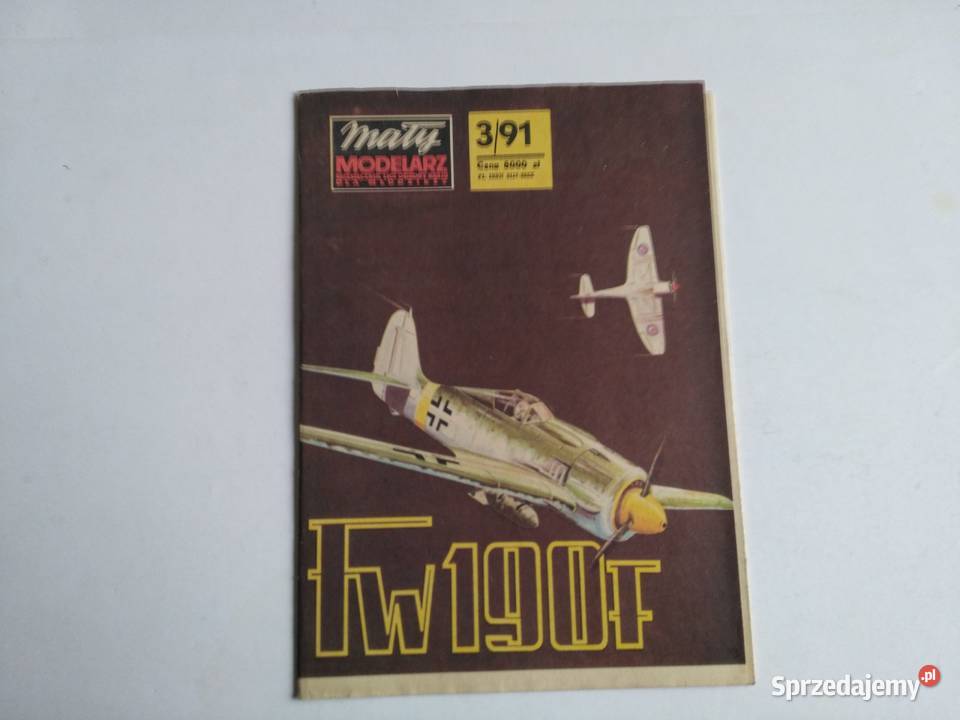 mały
MODELARZ
3/91
Cena 8000 zł
Fw190F
Sprzedajemy.pl